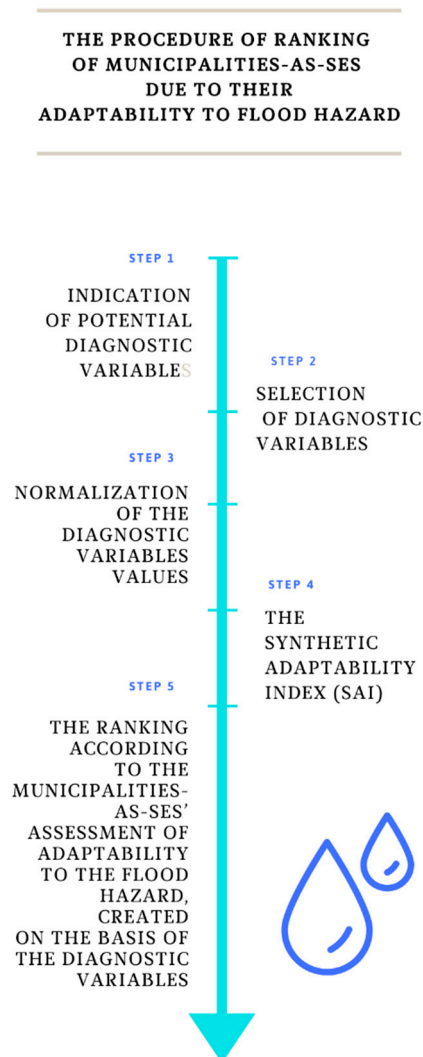 THE PROCEDURE OF RANKING
OF MUNICIPALITIES-AS-SES
DUE TO THEIR
ADAPTABILITY TO FLOOD HAZARD
STEP 1
INDICATION
OF POTENTIAL
DIAGNOSTIC
VARIABLES
STEP 2
SELECTION
OF DIAGNOSTIC
VARIABLES
STEP 3
NORMALIZATION
OF THE
DIAGNOSTIC
VARIABLES
VALUES
STEP 4
THE
SYNTHETIC
ADAPTABILITY
INDEX (SAI)
STEP 5
THE RANKING
ACCORDING
TO THE
MUNICIPALITIES-
AS-SES'
ASSESSMENT OF
ADAPTABILITY
TO THE FLOOD
HAZARD,
CREATED
ON THE BASIS OF
THE DIAGNOSTIC
VARIABLES